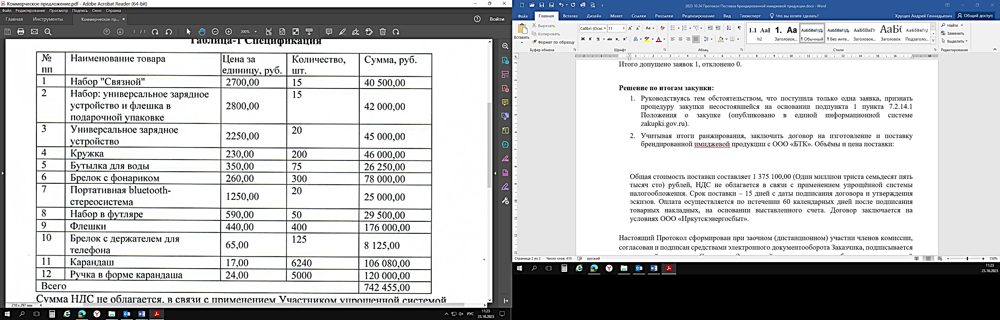 Коммерческое предложение.pdf - Adobe Acrobat Reader (64-bit)
Файл Редактирование Просмотр Подпись Окно Справка
Главная Инструменты Коммерческое пр... × Войти
1 / 1 200%
Таблица-1 Спецификация
№ пп Наименование товара Цена за единицу, руб. Количество, шт. Сумма, руб.
1 Набор "Связной" 2700,00 15 40 500,00
2 Набор: универсальное зарядное устройство и флешка в подарочной упаковке 2800,00 15 42 000,00
3 Универсальное зарядное устройство 2250,00 20 45 000,00
4 Кружка 230,00 200 46 000,00
5 Бутылка для воды 350,00 75 26 250,00
6 Брелок с фонариком 260,00 300 78 000,00
7 Портативная bluetooth-стереосистема 1250,00 20 25 000,00
8 Набор в футляре 590,00 50 29 500,00
9 Флешки 440,00 400 176 000,00
10 Брелок с держателем для телефона 65,00 125 8 125,00
11 Карандаш 17,00 6240 106 080,00
12 Ручка в форме карандаша 24,00 5000 120 000,00
Всего 742 455,00
Сумма НДС не облагается, в связи с применением Участником упрощенной системой
210 x 297 мм
РУС 11:23
23.10.2023
2023 10 24 Протокол Поставка брендированной имиджевой продукции.docx - Word
Файл Главная Вставка Дизайн Макет Ссылки Рассылки Рецензирование Вид Техэксперт Что вы хотите сделать? Хрущев Андрей Геннадьевич Общий доступ
Вставить
Вырезать
Копировать
Формат по образцу
Буфер обмена
Calibri (Оснс 11
Ж К Ч abc x₂ x²
Шрифт
Абзац
1.1 АаЕ 1. Аа АаБбВвГгД АаБбВвГгД АаБбВвГг АаБб АаБбВвГг
h2 Заголовок... ¶ Обычный ¶ Без инте... Заголовок... Заголовок Подзаголо...
Стили
Найти
Заменить
Выделить
Редактирование
Итого допущено заявок 1, отклонено 0.
Решение по итогам закупки:
1. Руководствуясь тем обстоятельством, что поступила только одна заявка, признать
процедуру закупки несостоявшейся на основании подпункта 1 пункта 7.2.14.1
Положения о закупке (опубликовано в единой информационной системе
zakupki.gov.ru).
2. Учитывая итоги ранжирования, заключить договор на изготовление и поставку
брендированной имиджевой продукции с ООО «БТК». Объёмы и цена поставки:
Общая стоимость поставки составляет 1 375 100,00 (Один миллион триста семьдесят пять
тысяч сто) рублей, НДС не облагается в связи с применением упрощённой системы
налогообложения. Срок поставки – 15 дней с даты подписания договора и утверждения
эскизов. Оплата осуществляется по истечении 60 календарных дней после подписания
товарных накладных, на основании выставленного счета. Договор заключается на
условиях ООО «Иркутскэнергосбыт».
Настоящий Протокол сформирован при заочном (дистанционном) участии членов комиссии,
согласован и подписан средствами электронного документооборота Заказчика, подписывается
Страница 2 из 2 Число слов: 410 русский 150%
11:23
23.10.2023